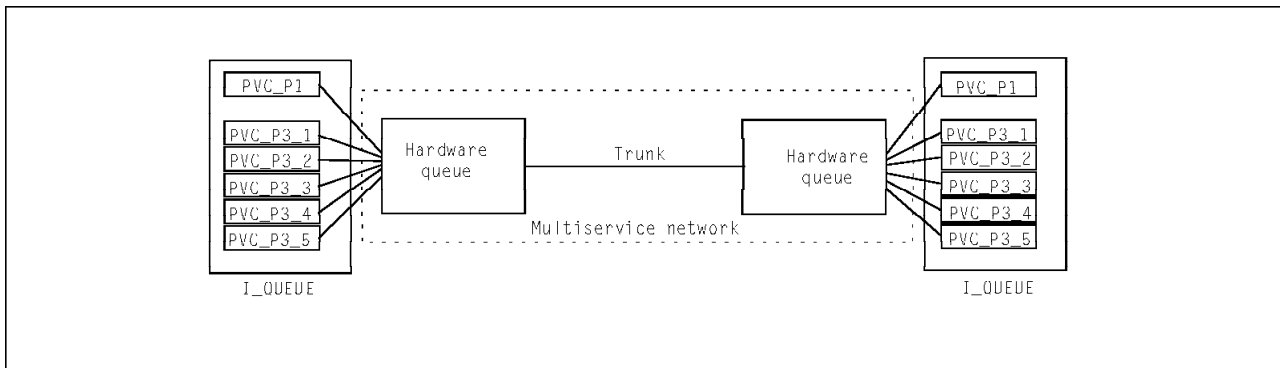 PVC_P1
PVC_P3_1
PVC_P3_2
PVC_P3_3
PVC_P3_4
PVC_P3_5
I_QUEUE
Hardware
queue
Trunk
Hardware
queue
Multiservice network
PVC_P1
PVC_P3_1
PVC_P3_2
PVC_P3_3
PVC_P3_4
PVC_P3_5
I_QUEUE